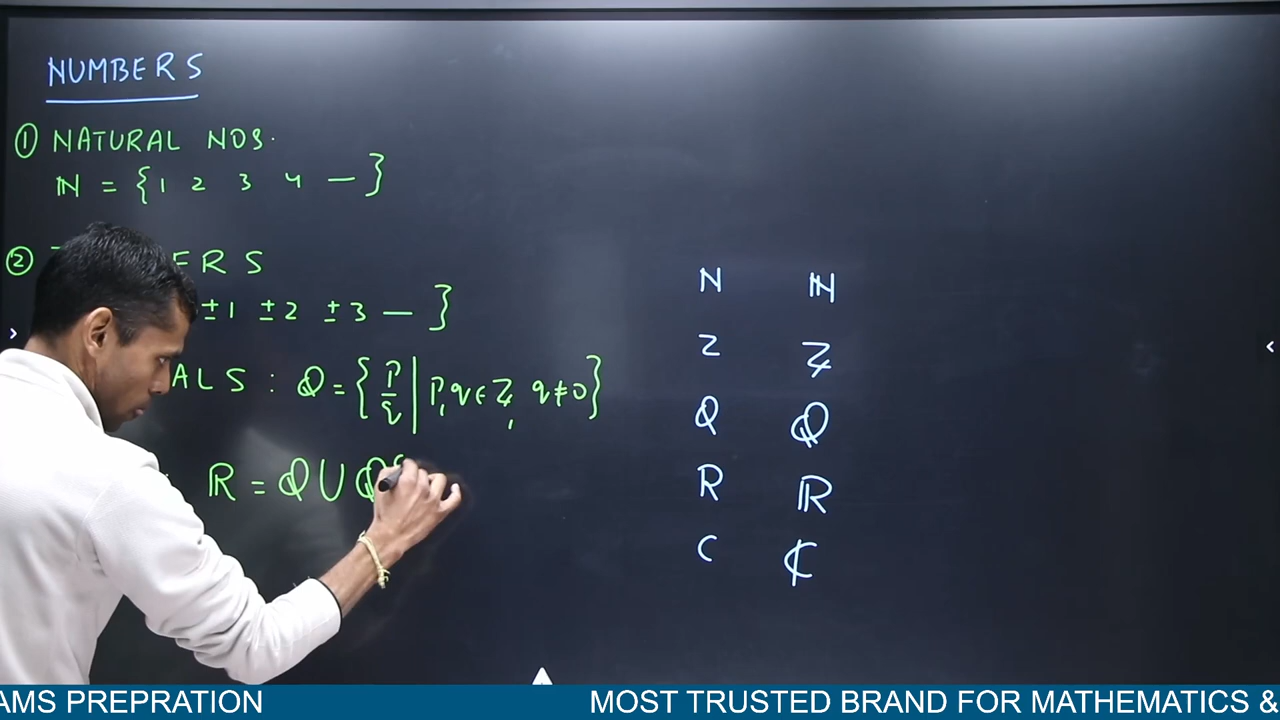 NUMBERS
① NATURAL NOS.
ℕ = { 1 2 3 4 — }
②
ERS
±1 ±2 ±3 — }
ALS : ℚ = { p/q | p, q ∈ ℤ, q ≠ 0 }
ℝ = ℚ ∪ ℚ
N ℕ
Z ℤ
Q ℚ
R ℝ
C ℂ
AMS PREPRATION MOST TRUSTED BRAND FOR MATHEMATICS &